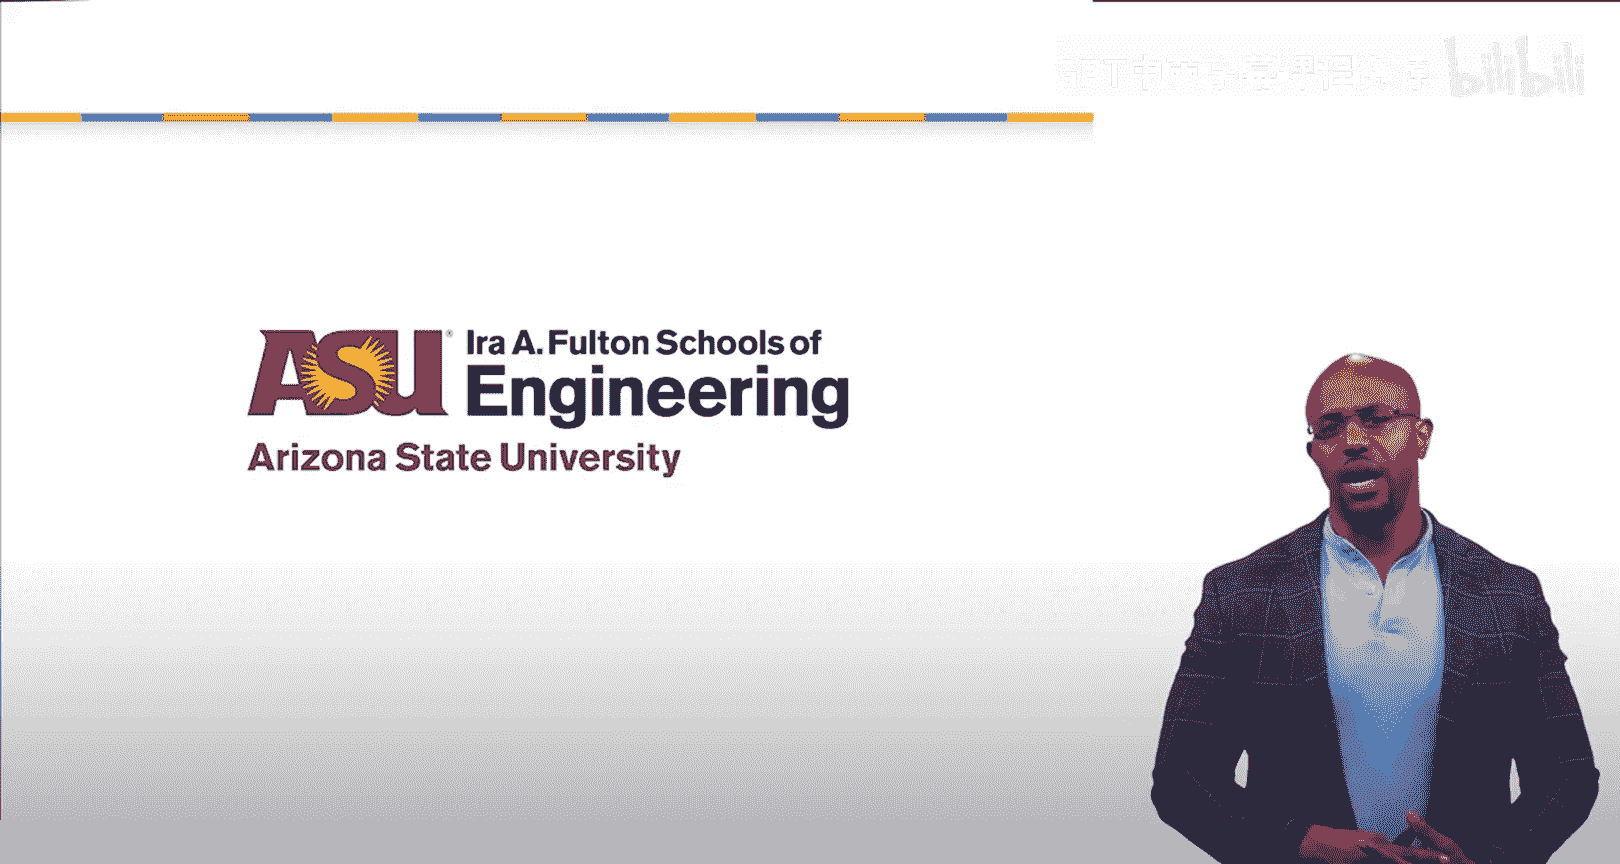 bilibili
ASU®
Ira A. Fulton Schools of
Engineering
Arizona State University